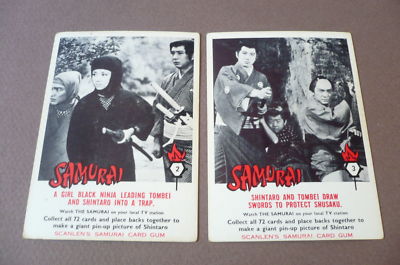 SAMURAI
2
A GIRL BLACK NINJA LEADING TOMBEI
AND SHINTARO INTO A TRAP.
Watch THE SAMURAI on your local TV station
Collect all 72 cards and place backs together to
make a giant pin-up picture of Shintaro
SCANLEN'S SAMURAI CARD GUM
SAMURAI
3
SHINTARO AND TOMBEI DRAW
SWORDS TO PROTECT SHUSAKU.
Watch THE SAMURAI on your local TV station
Collect all 72 cards and place backs together to
make a giant pin-up picture of Shintaro
SCANLEN'S SAMURAI CARD GUM